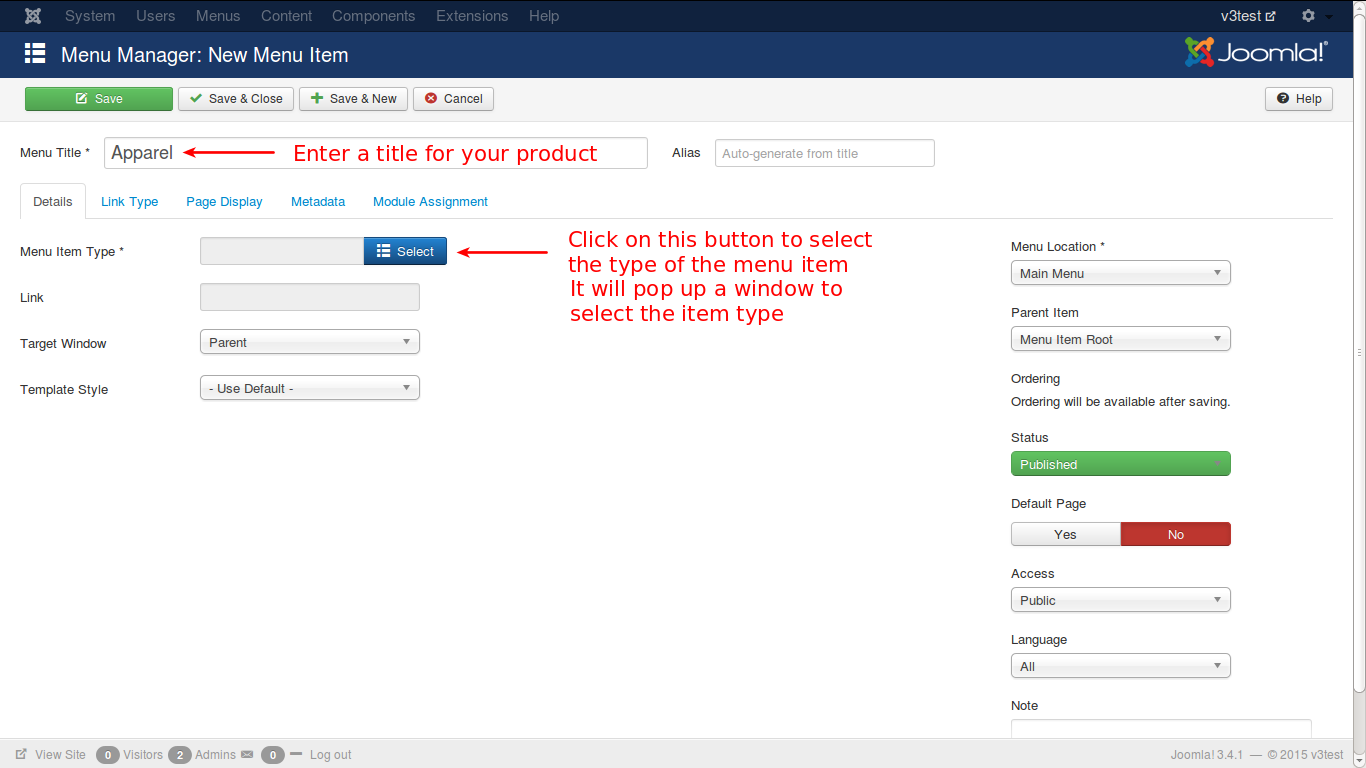 System Users Menus Content Components Extensions Help v3test
Menu Manager: New Menu Item Joomla!®
Save Save & Close Save & New Cancel Help
Menu Title * Apparel Enter a title for your product Alias Auto-generate from title
Details Link Type Page Display Metadata Module Assignment
Menu Item Type * Select
Click on this button to select
the type of the menu item
It will pop up a window to
select the item type
Link
Target Window Parent
Template Style - Use Default -
Menu Location *
Main Menu
Parent Item
Menu Item Root
Ordering
Ordering will be available after saving.
Status
Published
Default Page
Yes No
Access
Public
Language
All
Note
View Site 0 Visitors 2 Admins 0 Log out Joomla! 3.4.1 — © 2015 v3test